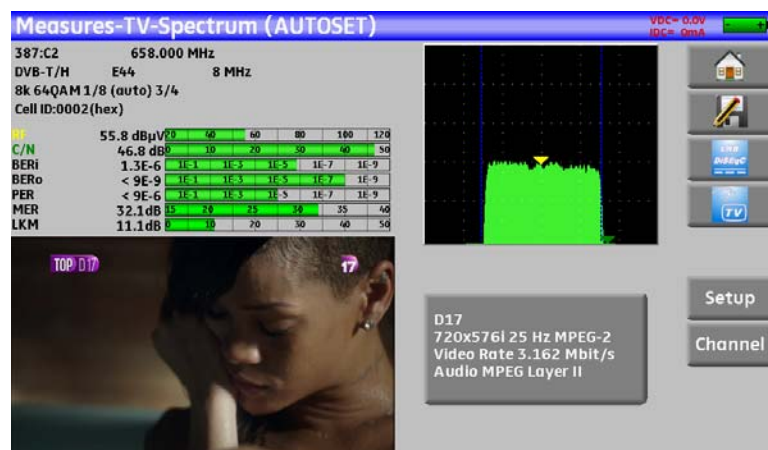 Measures-TV-Spectrum (AUTOSET)
VDC= 0.0V
IDC= 0mA
- +
387:C2 658.000 MHz
DVB-T/H E44 8 MHz
8k 64QAM 1/8 (auto) 3/4
Cell ID:0002(hex)
RF 55.8 dBµV 20 40 60 80 100 120
C/N 46.8 dB 0 10 20 30 40 50
BERi 1.3E-6 1E-1 1E-3 1E-5 1E-7 1E-9
BERo < 9E-9 1E-1 1E-3 1E-5 1E-7 1E-9
PER < 9E-6 1E-1 1E-3 1E-5 1E-7 1E-9
MER 32.1dB 15 20 25 30 35 40
LKM 11.1dB 0 10 20 30 40 50
LNB
DiSEqC
TV
TOP D17
17
D17
720x576i 25 Hz MPEG-2
Video Rate 3.162 Mbit/s
Audio MPEG Layer II
Setup
Channel